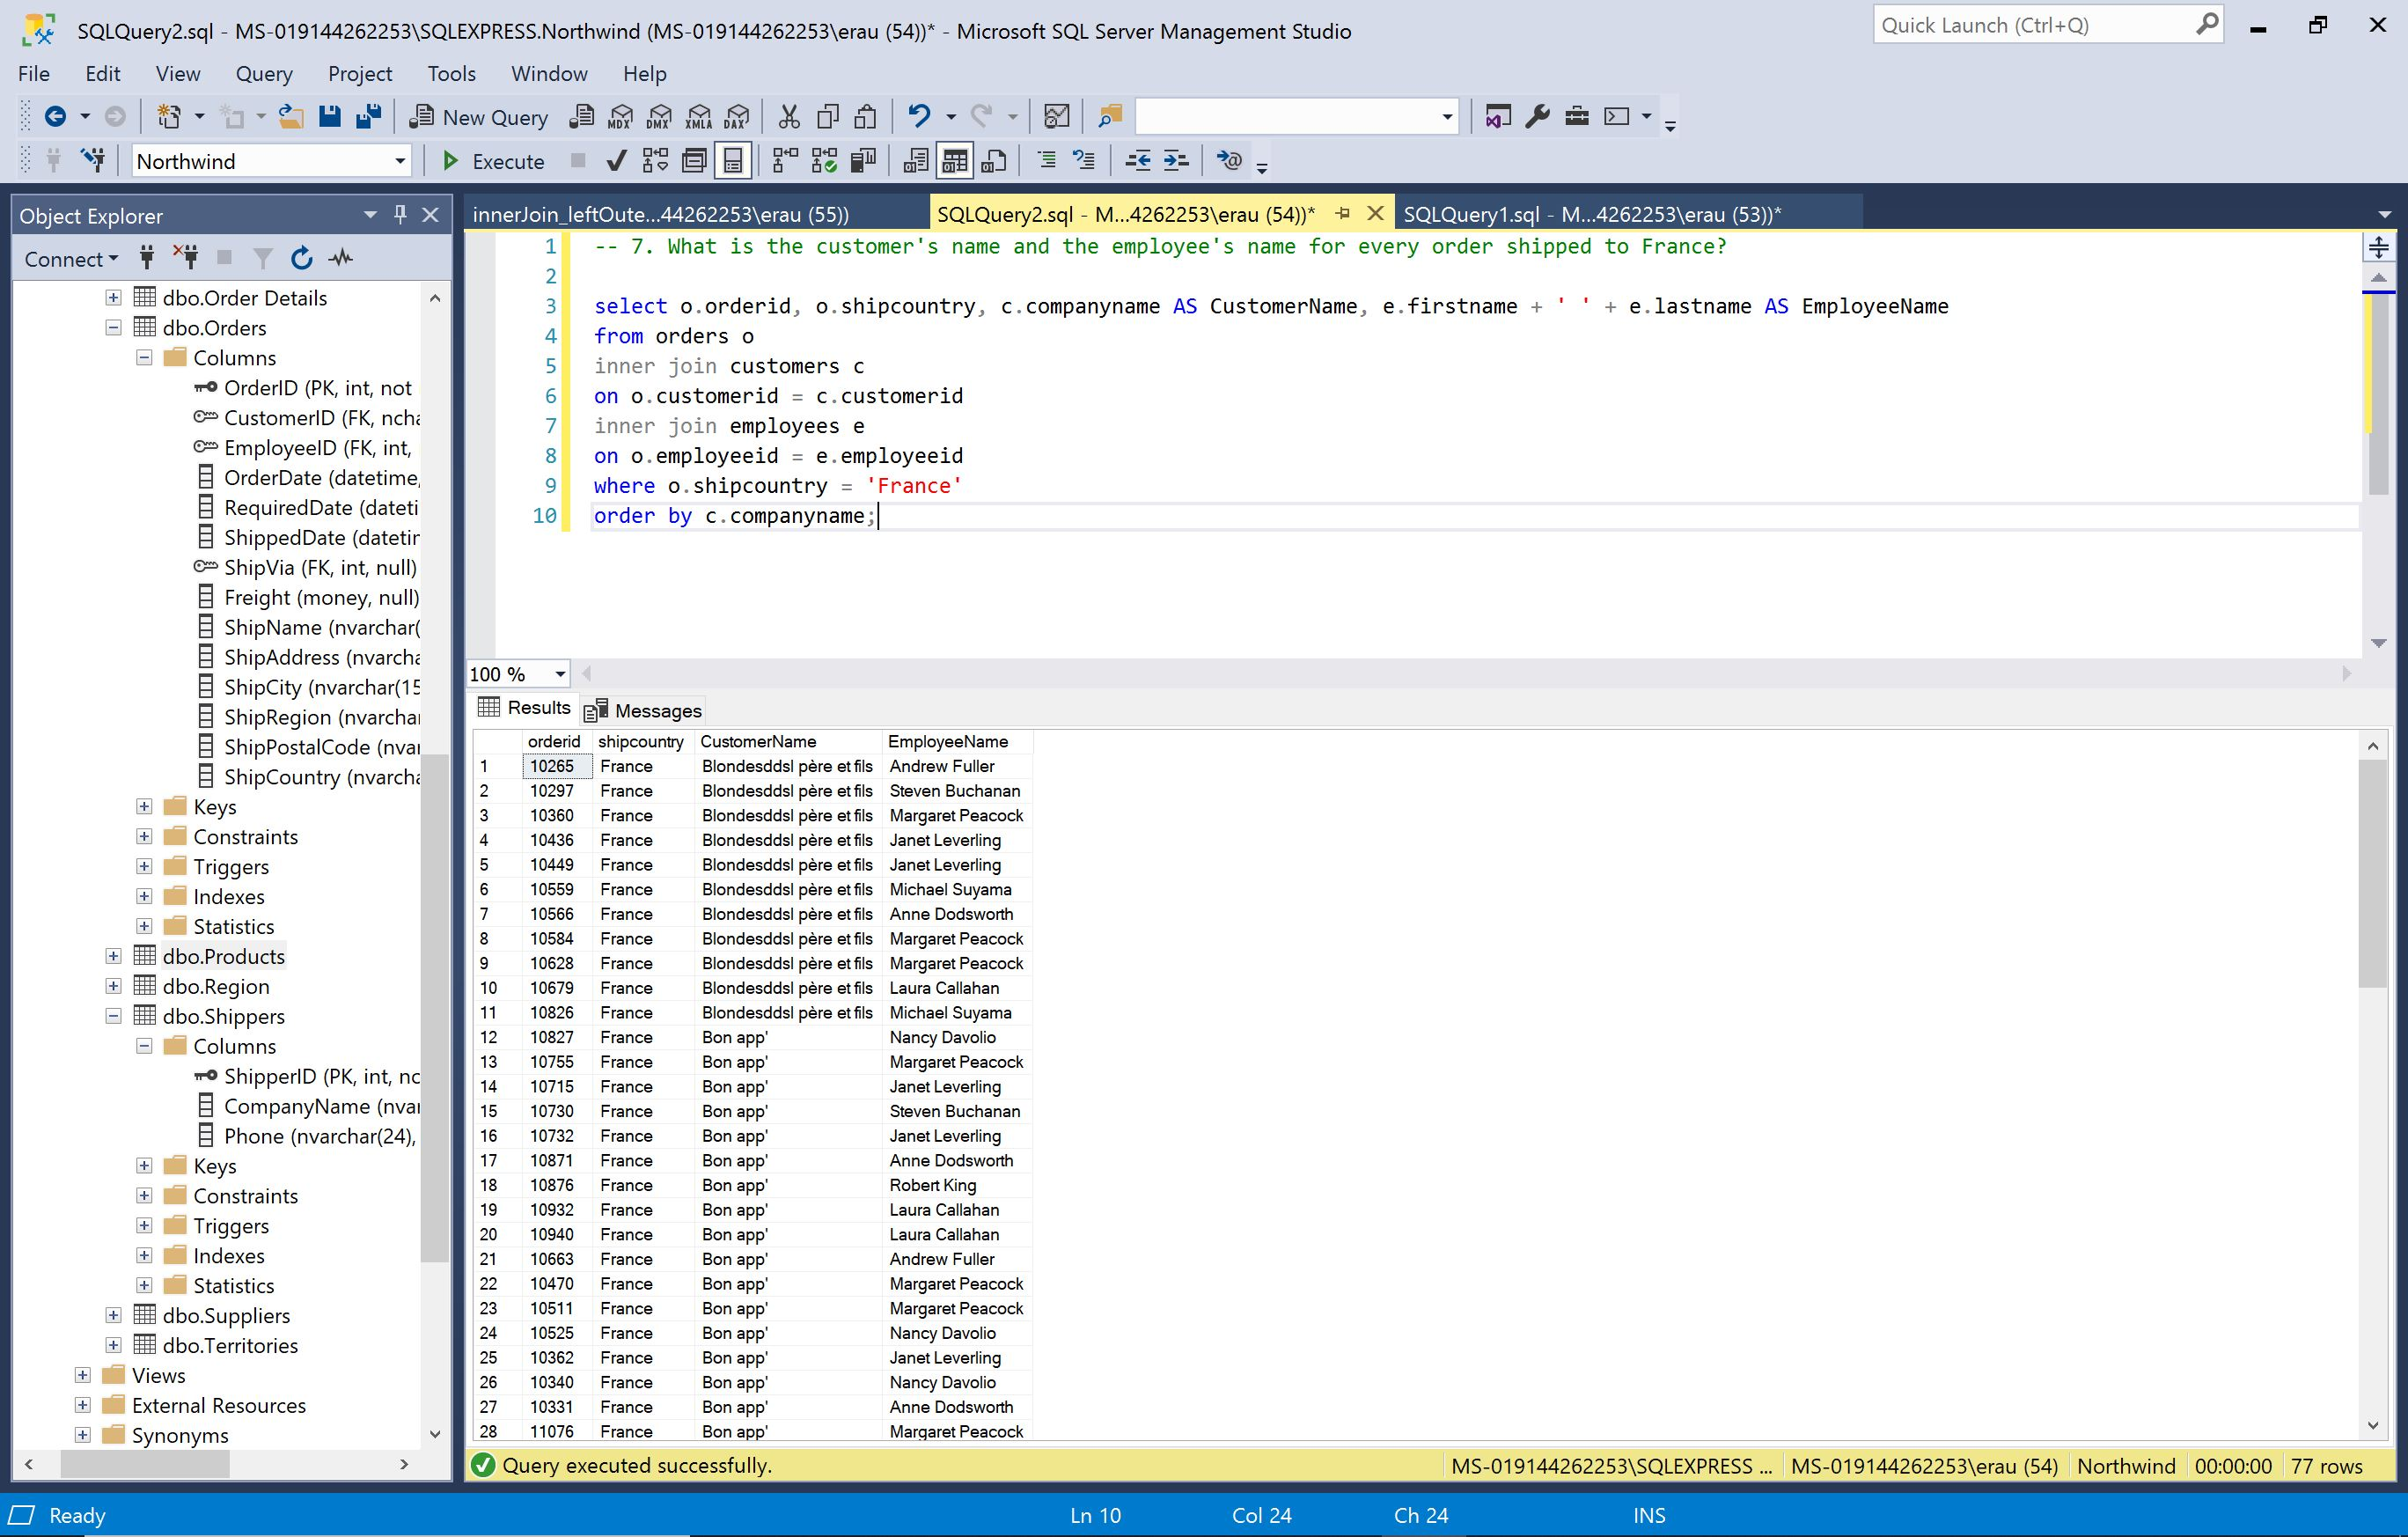 SQLQuery2.sql - MS-019144262253\SQLEXPRESS.Northwind (MS-019144262253\erau (54))* - Microsoft SQL Server Management Studio
Quick Launch (Ctrl+Q)
File Edit View Query Project Tools Window Help
New Query MDX DMX XMLA DAX
Northwind Execute
Object Explorer
Connect
dbo.Order Details
dbo.Orders
Columns
OrderID (PK, int, not
CustomerID (FK, ncha
EmployeeID (FK, int,
OrderDate (datetime,
RequiredDate (dateti
ShippedDate (datetin
ShipVia (FK, int, null)
Freight (money, null)
ShipName (nvarchar(
ShipAddress (nvarcha
ShipCity (nvarchar(15
ShipRegion (nvarchar
ShipPostalCode (nvar
ShipCountry (nvarcha
Keys
Constraints
Triggers
Indexes
Statistics
dbo.Products
dbo.Region
dbo.Shippers
Columns
ShipperID (PK, int, nc
CompanyName (nvar
Phone (nvarchar(24),
Keys
Constraints
Triggers
Indexes
Statistics
dbo.Suppliers
dbo.Territories
Views
External Resources
Synonyms
innerJoin_leftOute...44262253\erau (55)) SQLQuery2.sql - M...4262253\erau (54))* SQLQuery1.sql - M...4262253\erau (53))*
1 -- 7. What is the customer's name and the employee's name for every order shipped to France?
2
3 select o.orderid, o.shipcountry, c.companyname AS CustomerName, e.firstname + ' ' + e.lastname AS EmployeeName
4 from orders o
5 inner join customers c
6 on o.customerid = c.customerid
7 inner join employees e
8 on o.employeeid = e.employeeid
9 where o.shipcountry = 'France'
10 order by c.companyname;
100 %
Results Messages
orderid shipcountry CustomerName EmployeeName
1 10265 France Blondesddsl père et fils Andrew Fuller
2 10297 France Blondesddsl père et fils Steven Buchanan
3 10360 France Blondesddsl père et fils Margaret Peacock
4 10436 France Blondesddsl père et fils Janet Leverling
5 10449 France Blondesddsl père et fils Janet Leverling
6 10559 France Blondesddsl père et fils Michael Suyama
7 10566 France Blondesddsl père et fils Anne Dodsworth
8 10584 France Blondesddsl père et fils Margaret Peacock
9 10628 France Blondesddsl père et fils Margaret Peacock
10 10679 France Blondesddsl père et fils Laura Callahan
11 10826 France Blondesddsl père et fils Michael Suyama
12 10827 France Bon app' Nancy Davolio
13 10755 France Bon app' Margaret Peacock
14 10715 France Bon app' Janet Leverling
15 10730 France Bon app' Steven Buchanan
16 10732 France Bon app' Janet Leverling
17 10871 France Bon app' Anne Dodsworth
18 10876 France Bon app' Robert King
19 10932 France Bon app' Laura Callahan
20 10940 France Bon app' Laura Callahan
21 10663 France Bon app' Andrew Fuller
22 10470 France Bon app' Margaret Peacock
23 10511 France Bon app' Margaret Peacock
24 10525 France Bon app' Nancy Davolio
25 10362 France Bon app' Janet Leverling
26 10340 France Bon app' Nancy Davolio
27 10331 France Bon app' Anne Dodsworth
28 11076 France Bon app' Margaret Peacock
Query executed successfully. MS-019144262253\SQLEXPRESS ... MS-019144262253\erau (54) Northwind 00:00:00 77 rows
Ready Ln 10 Col 24 Ch 24 INS